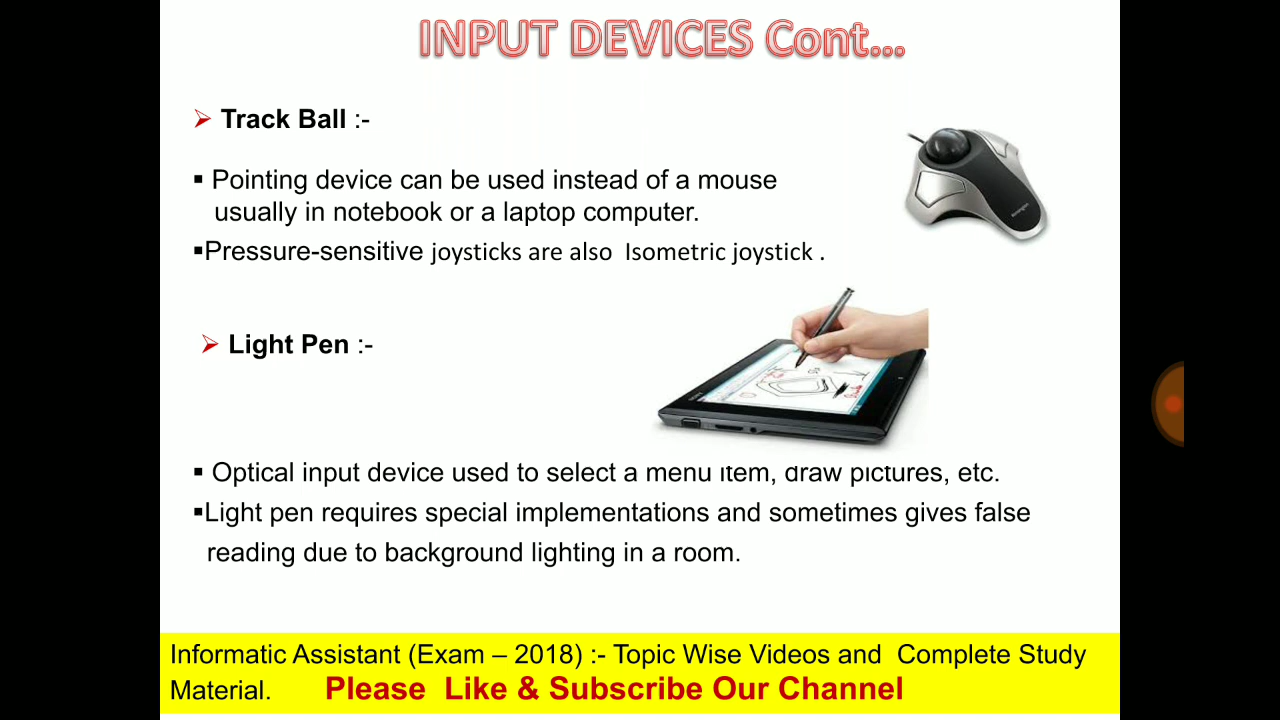 INPUT DEVICES Cont...
➢ Track Ball :-
▪ Pointing device can be used instead of a mouse
usually in notebook or a laptop computer.
▪Pressure-sensitive joysticks are also Isometric joystick .
➢ Light Pen :-
▪ Optical input device used to select a menu item, draw pictures, etc.
▪Light pen requires special implementations and sometimes gives false
reading due to background lighting in a room.
Informatic Assistant (Exam – 2018) :- Topic Wise Videos and Complete Study
Material. Please Like & Subscribe Our Channel